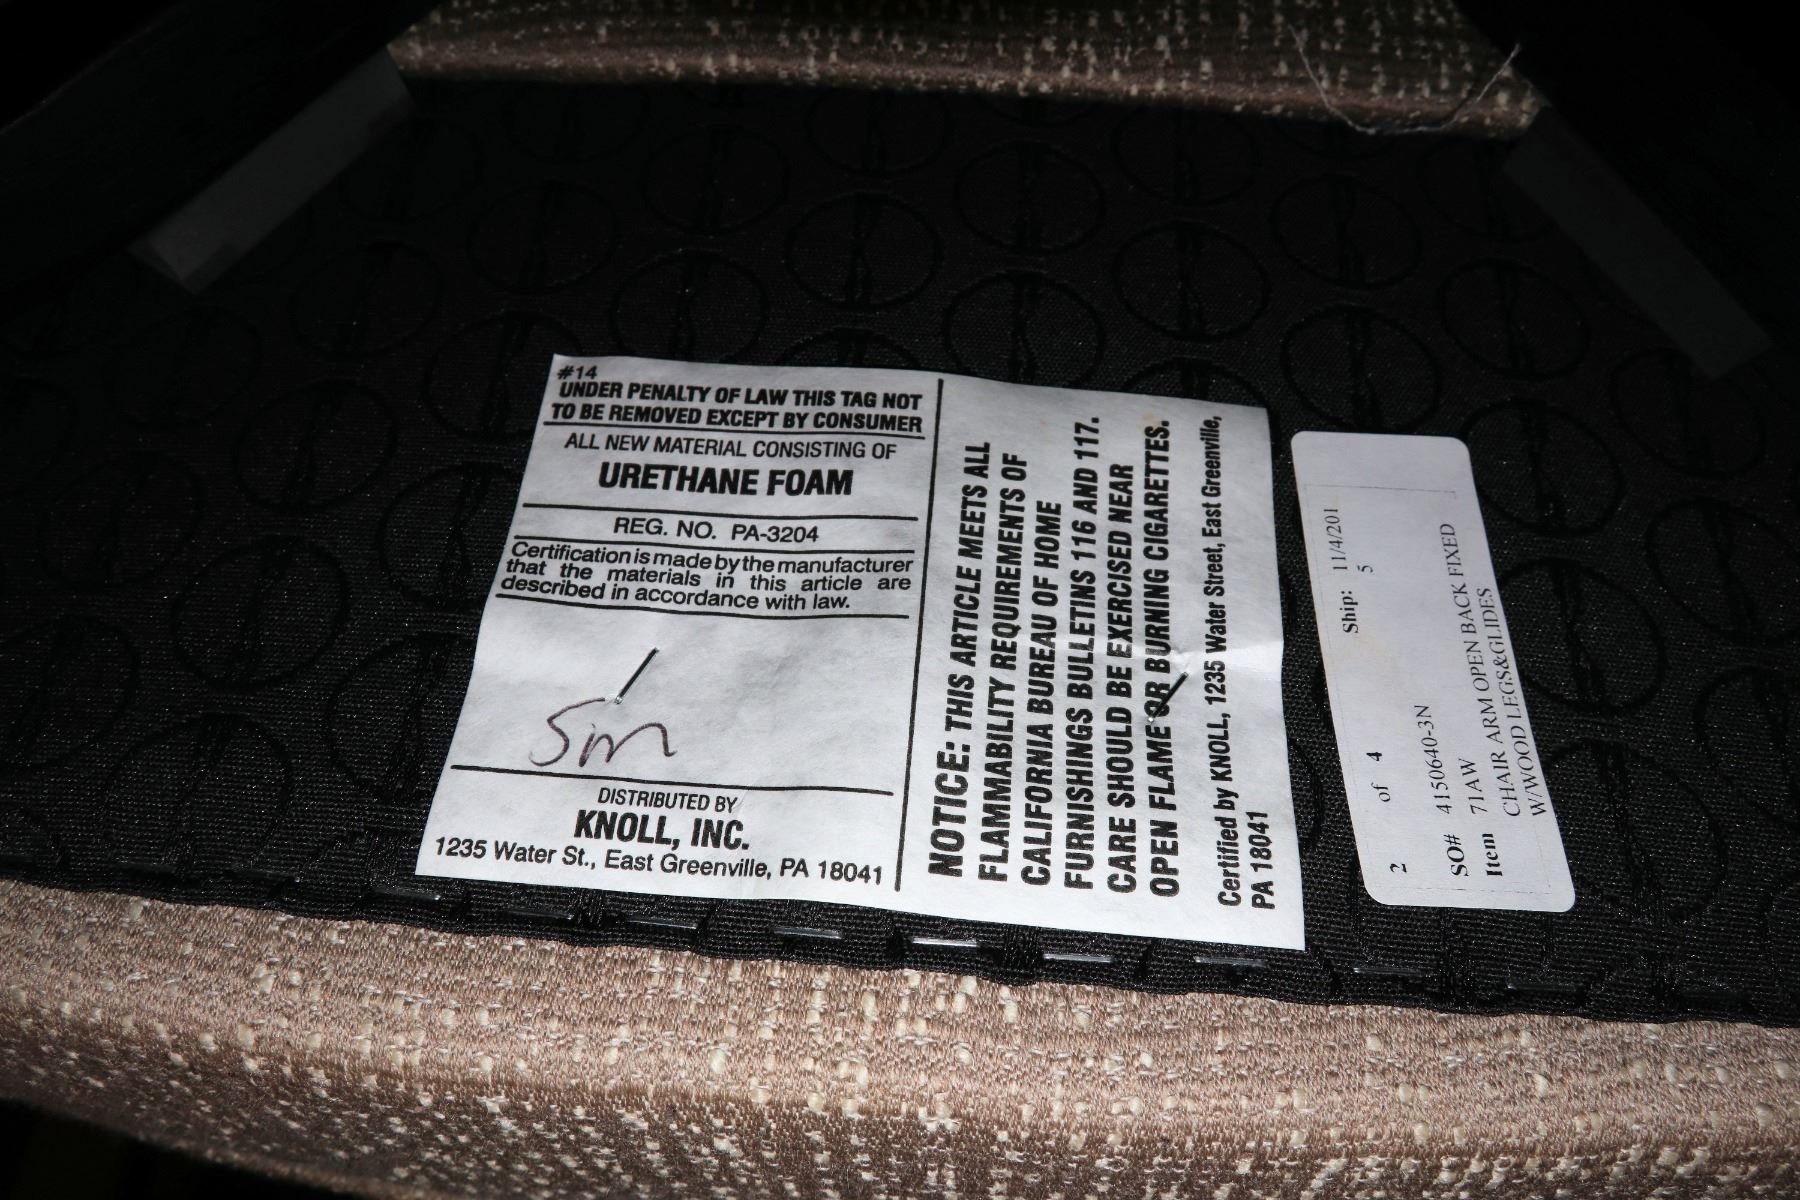 #14
UNDER PENALTY OF LAW THIS TAG NOT
TO BE REMOVED EXCEPT BY CONSUMER
ALL NEW MATERIAL CONSISTING OF
URETHANE FOAM
REG. NO. PA-3204
Certification is made by the manufacturer
that the materials in this article are
described in accordance with law.
Sm
DISTRIBUTED BY
KNOLL, INC.
1235 Water St., East Greenville, PA 18041
NOTICE: THIS ARTICLE MEETS ALL
FLAMMABILITY REQUIREMENTS OF
CALIFORNIA BUREAU OF HOME
FURNISHINGS BULLETINS 116 AND 117.
CARE SHOULD BE EXERCISED NEAR
OPEN FLAME OR BURNING CIGARETTES.
Certified by KNOLL, 1235 Water Street, East Greenville,
PA 18041
Ship: 11/4/201
5
2 of 4
SO# 4150640-3N
Item 71AW
CHAIR ARM OPEN BACK FIXED
W/WOOD LEGS&GLIDES